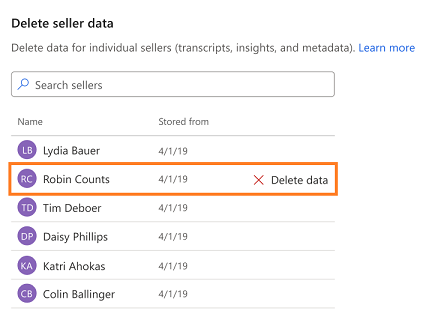 Delete seller data
Delete data for individual sellers (transcripts, insights, and metadata). Learn more
Search sellers
Name Stored from
LB Lydia Bauer 4/1/19
RC Robin Counts 4/1/19 Delete data
TD Tim Deboer 4/1/19
DP Daisy Phillips 4/1/19
KA Katri Ahokas 4/1/19
CB Colin Ballinger 4/1/19